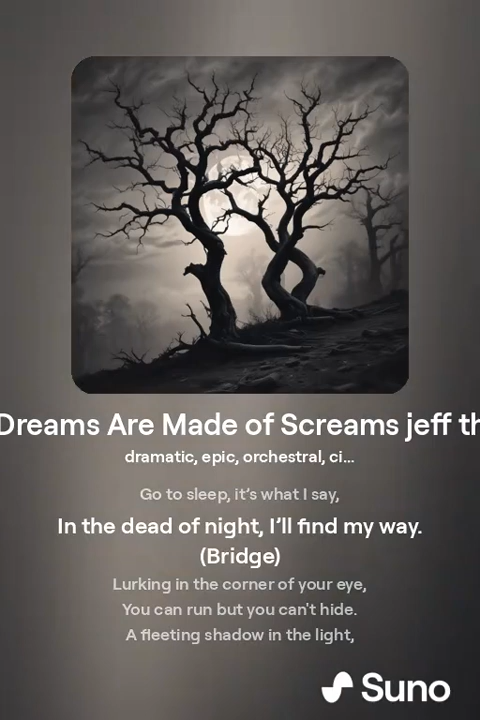 Dreams Are Made of Screams jeff th
dramatic, epic, orchestral, ci...
Go to sleep, it's what I say,
In the dead of night, I'll find my way.
(Bridge)
Lurking in the corner of your eye,
You can run but you can't hide.
A fleeting shadow in the light,
Suno